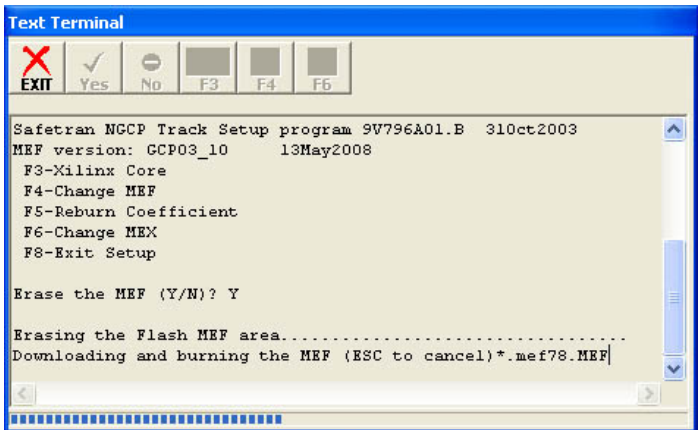 Text Terminal
EXIT Yes No F3 F4 F6
Safetran NGCP Track Setup program 9V796A01.B 31Oct2003
MEF version: GCP03_10 13May2008
F3-Xilinx Core
F4-Change MEF
F5-Reburn Coefficient
F6-Change MEX
F8-Exit Setup
Erase the MEF (Y/N)? Y
Erasing the Flash MEF area..................................
Downloading and burning the MEF (ESC to cancel)*.mef78.MEF